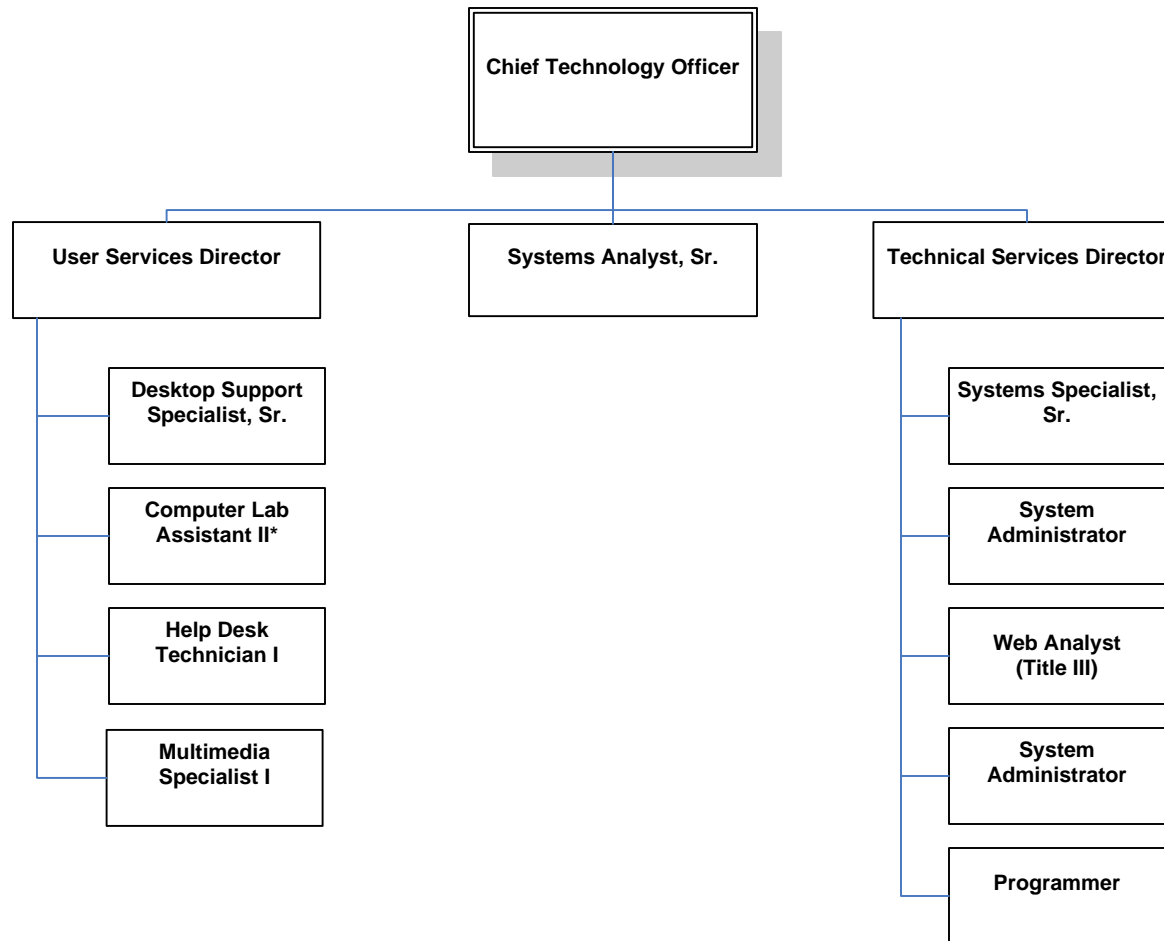 Chief Technology Officer
User Services Director
Systems Analyst, Sr.
Technical Services Director
Desktop Support
Specialist, Sr.
Computer Lab
Assistant II*
Help Desk
Technician I
Multimedia
Specialist I
Systems Specialist,
Sr.
System
Administrator
Web Analyst
(Title III)
System
Administrator
Programmer